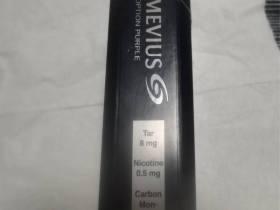 MEVIUS
OPTION PURPLE
Tar
8 mg
Nicotine
0.5 mg
Carbon
Mon-